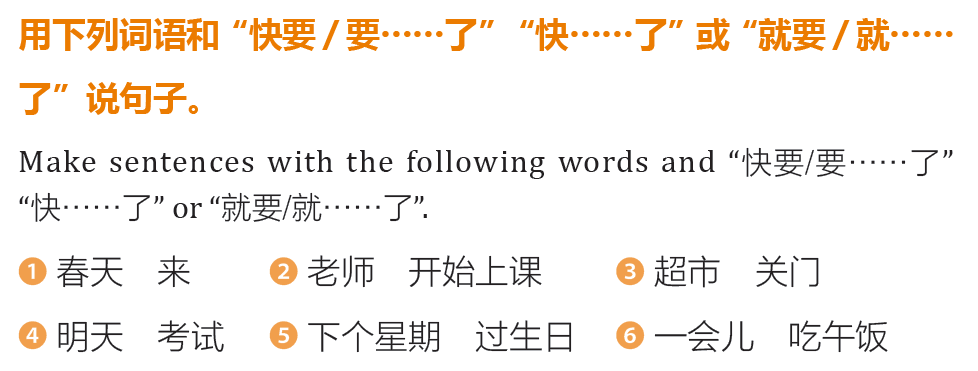 用下列词语和 “快要 / 要……了” “快……了” 或 “就要 / 就……
了” 说句子。
Make sentences with the following words and “快要/要……了”
“快……了” or “就要/就……了”.
1 春天 来 2 老师 开始上课 3 超市 关门
4 明天 考试 5 下个星期 过生日 6 一会儿 吃午饭